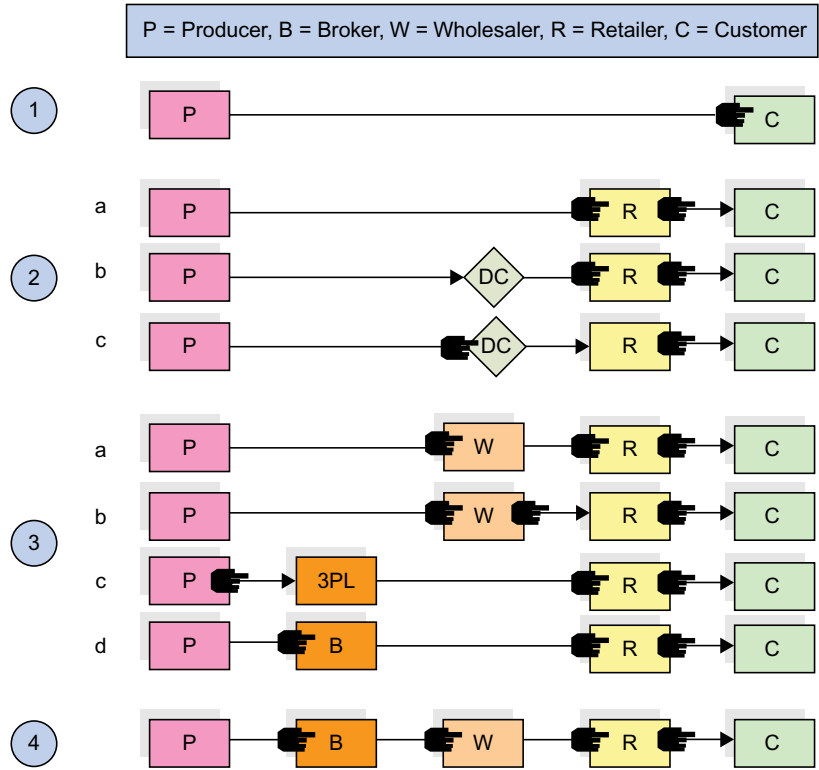 P = Producer, B = Broker, W = Wholesaler, R = Retailer, C = Customer
1 P C
a P R C
2 b P DC R C
c P DC R C
a P W R C
b P W R C
3
c P 3PL R C
d P B R C
4 P B W R C